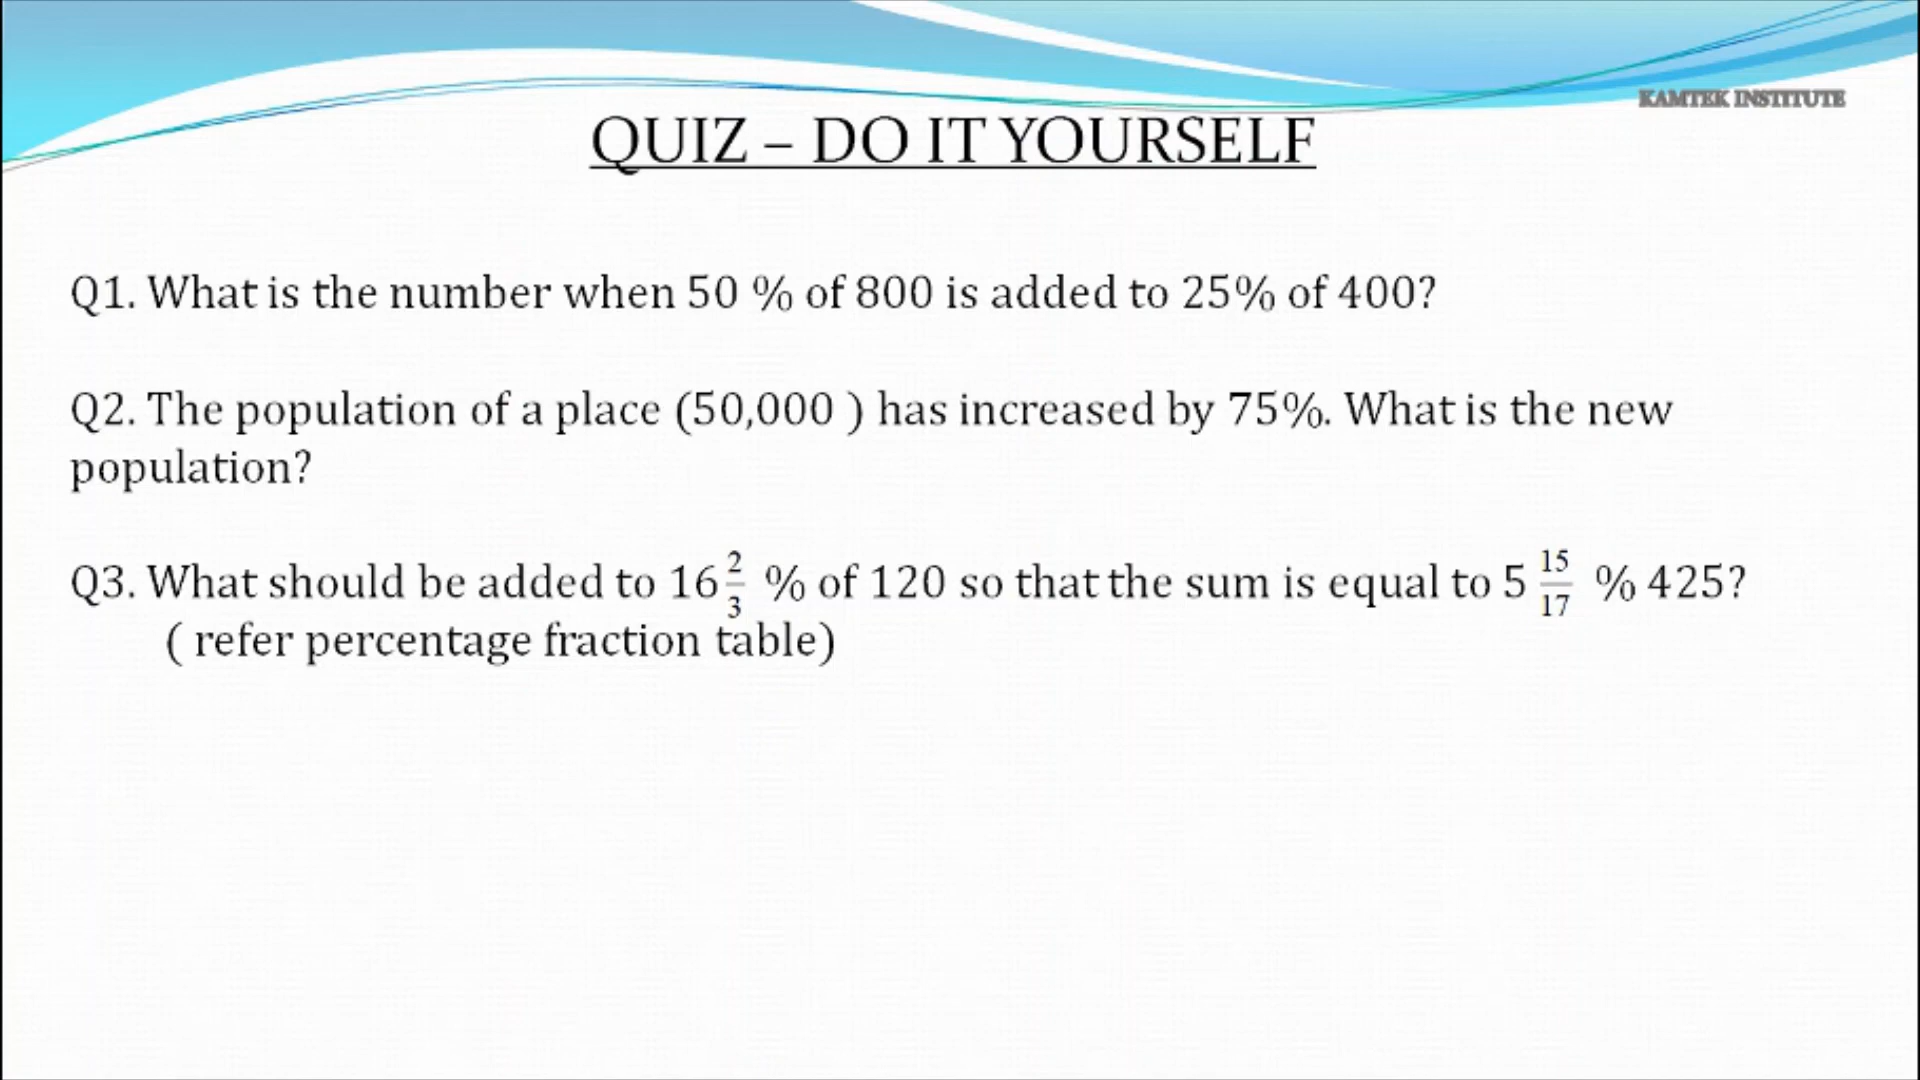 KAMTEK INSTITUTE
QUIZ – DO IT YOURSELF
Q1. What is the number when 50 % of 800 is added to 25% of 400?
Q2. The population of a place (50,000 ) has increased by 75%. What is the new
population?
Q3. What should be added to 16 2/3 % of 120 so that the sum is equal to 5 15/17 % 425?
( refer percentage fraction table)